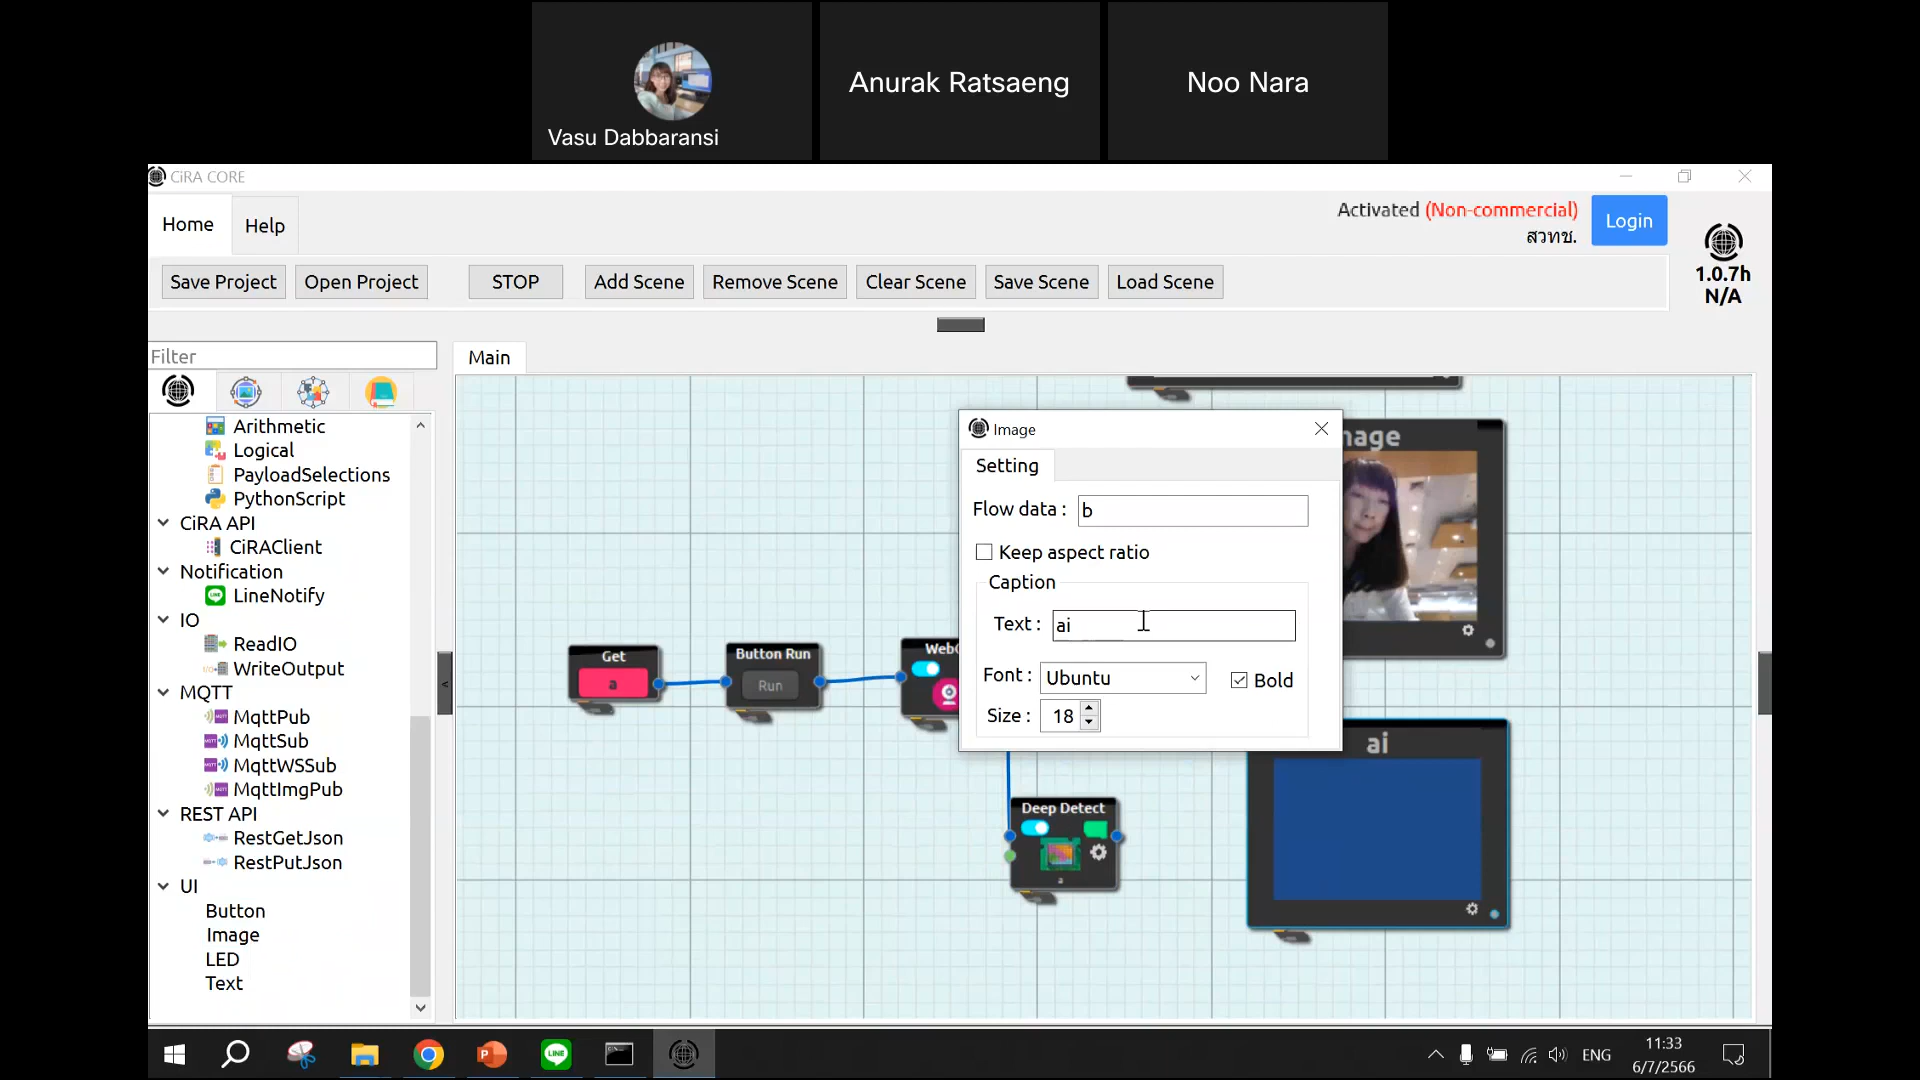 Vasu Dabbaransi
Anurak Ratsaeng
Noo Nara
CiRA CORE
Home
Help
Activated (Non-commercial)
สวทช.
Login
1.0.7h
N/A
Save Project
Open Project
STOP
Add Scene
Remove Scene
Clear Scene
Save Scene
Load Scene
Filter
Main
Arithmetic
Logical
PayloadSelections
PythonScript
CiRA API
CiRAClient
Notification
LineNotify
IO
ReadIO
WriteOutput
MQTT
MqttPub
MqttSub
MqttWSSub
MqttImgPub
REST API
RestGetJson
RestPutJson
UI
Button
Image
LED
Text
Get
a
Button Run
Run
Web
Image
Setting
Flow data : b
Keep aspect ratio
Caption
Text : ai
Font : Ubuntu
Bold
Size : 18
mage
ai
Deep Detect
a
ENG
11:33
6/7/2566